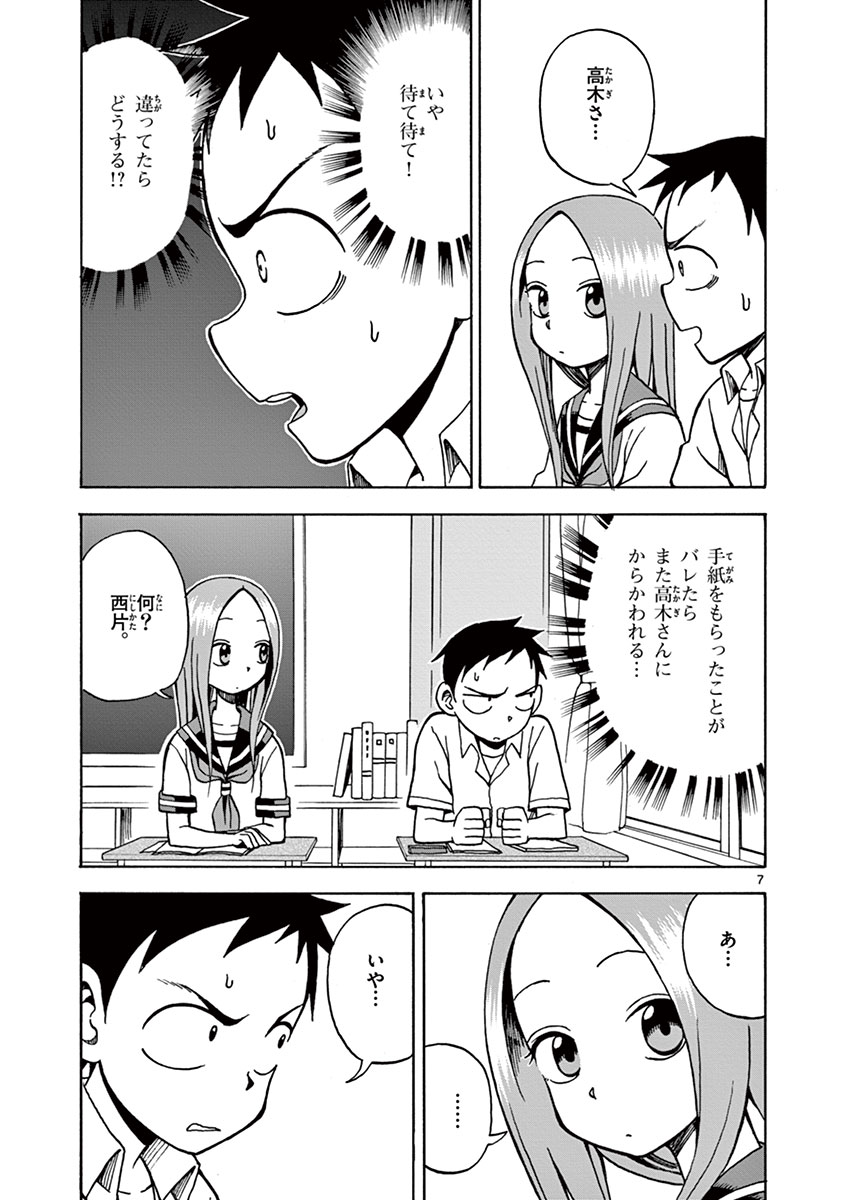 高木さ…
いや
待て待て!
違ってたら
どうする!?
手紙をもらったことが
バレたら
また高木さんに
からかわれる…
何?
西片。
7
あ…
……
いや…